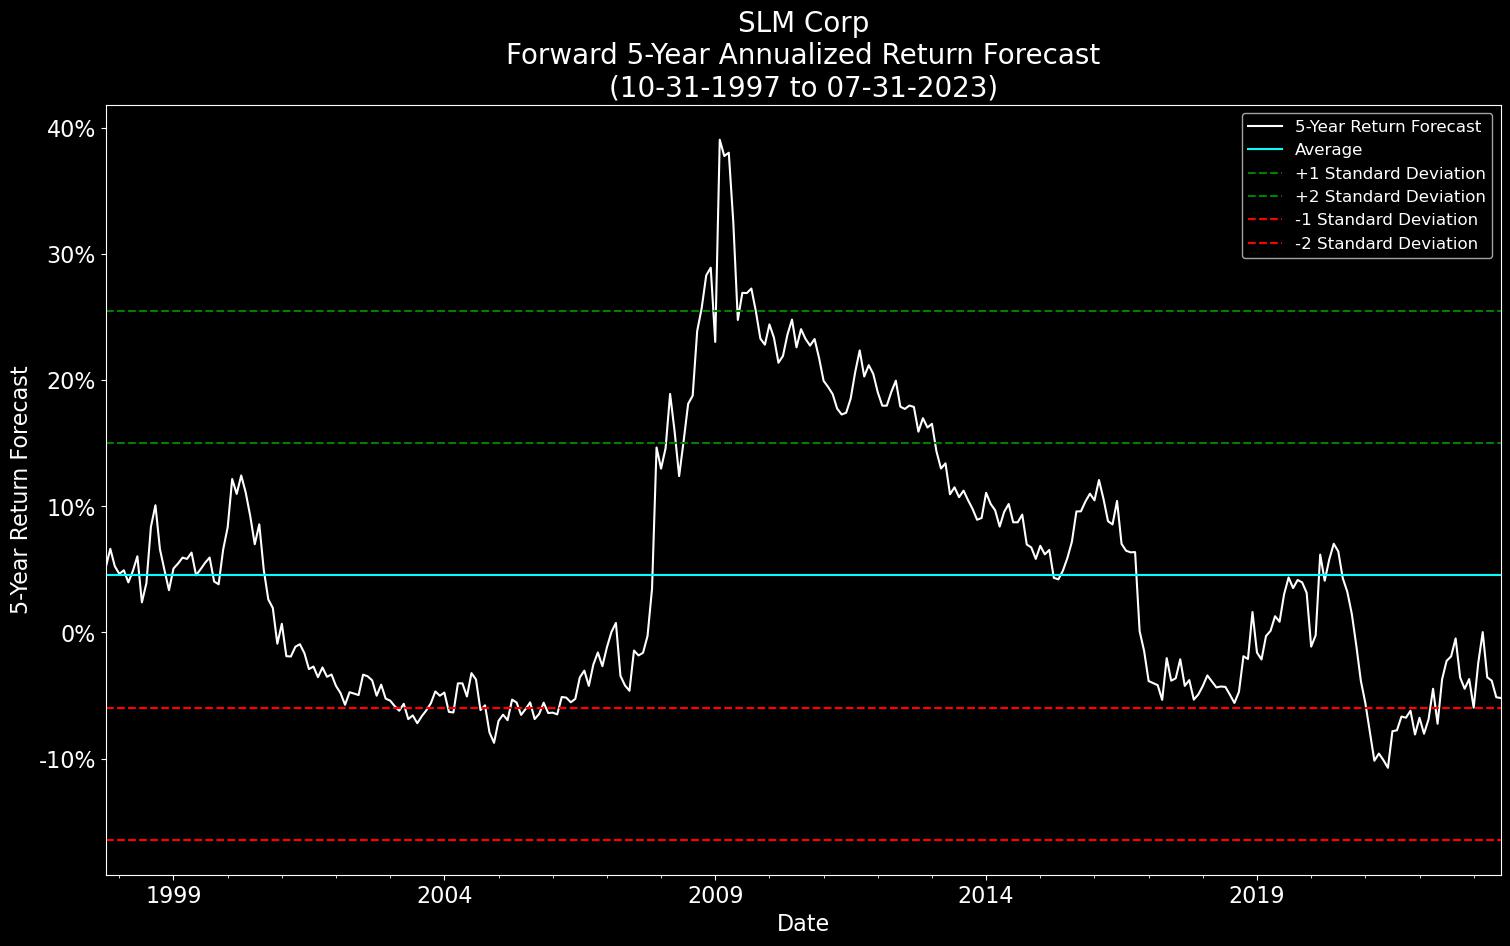 SLM Corp
Forward 5-Year Annualized Return Forecast
(10-31-1997 to 07-31-2023)
5-Year Return Forecast
Average
+1 Standard Deviation
+2 Standard Deviation
-1 Standard Deviation
-2 Standard Deviation
5-Year Return Forecast
40%
30%
20%
10%
0%
-10%
1999 2004 2009 2014 2019
Date